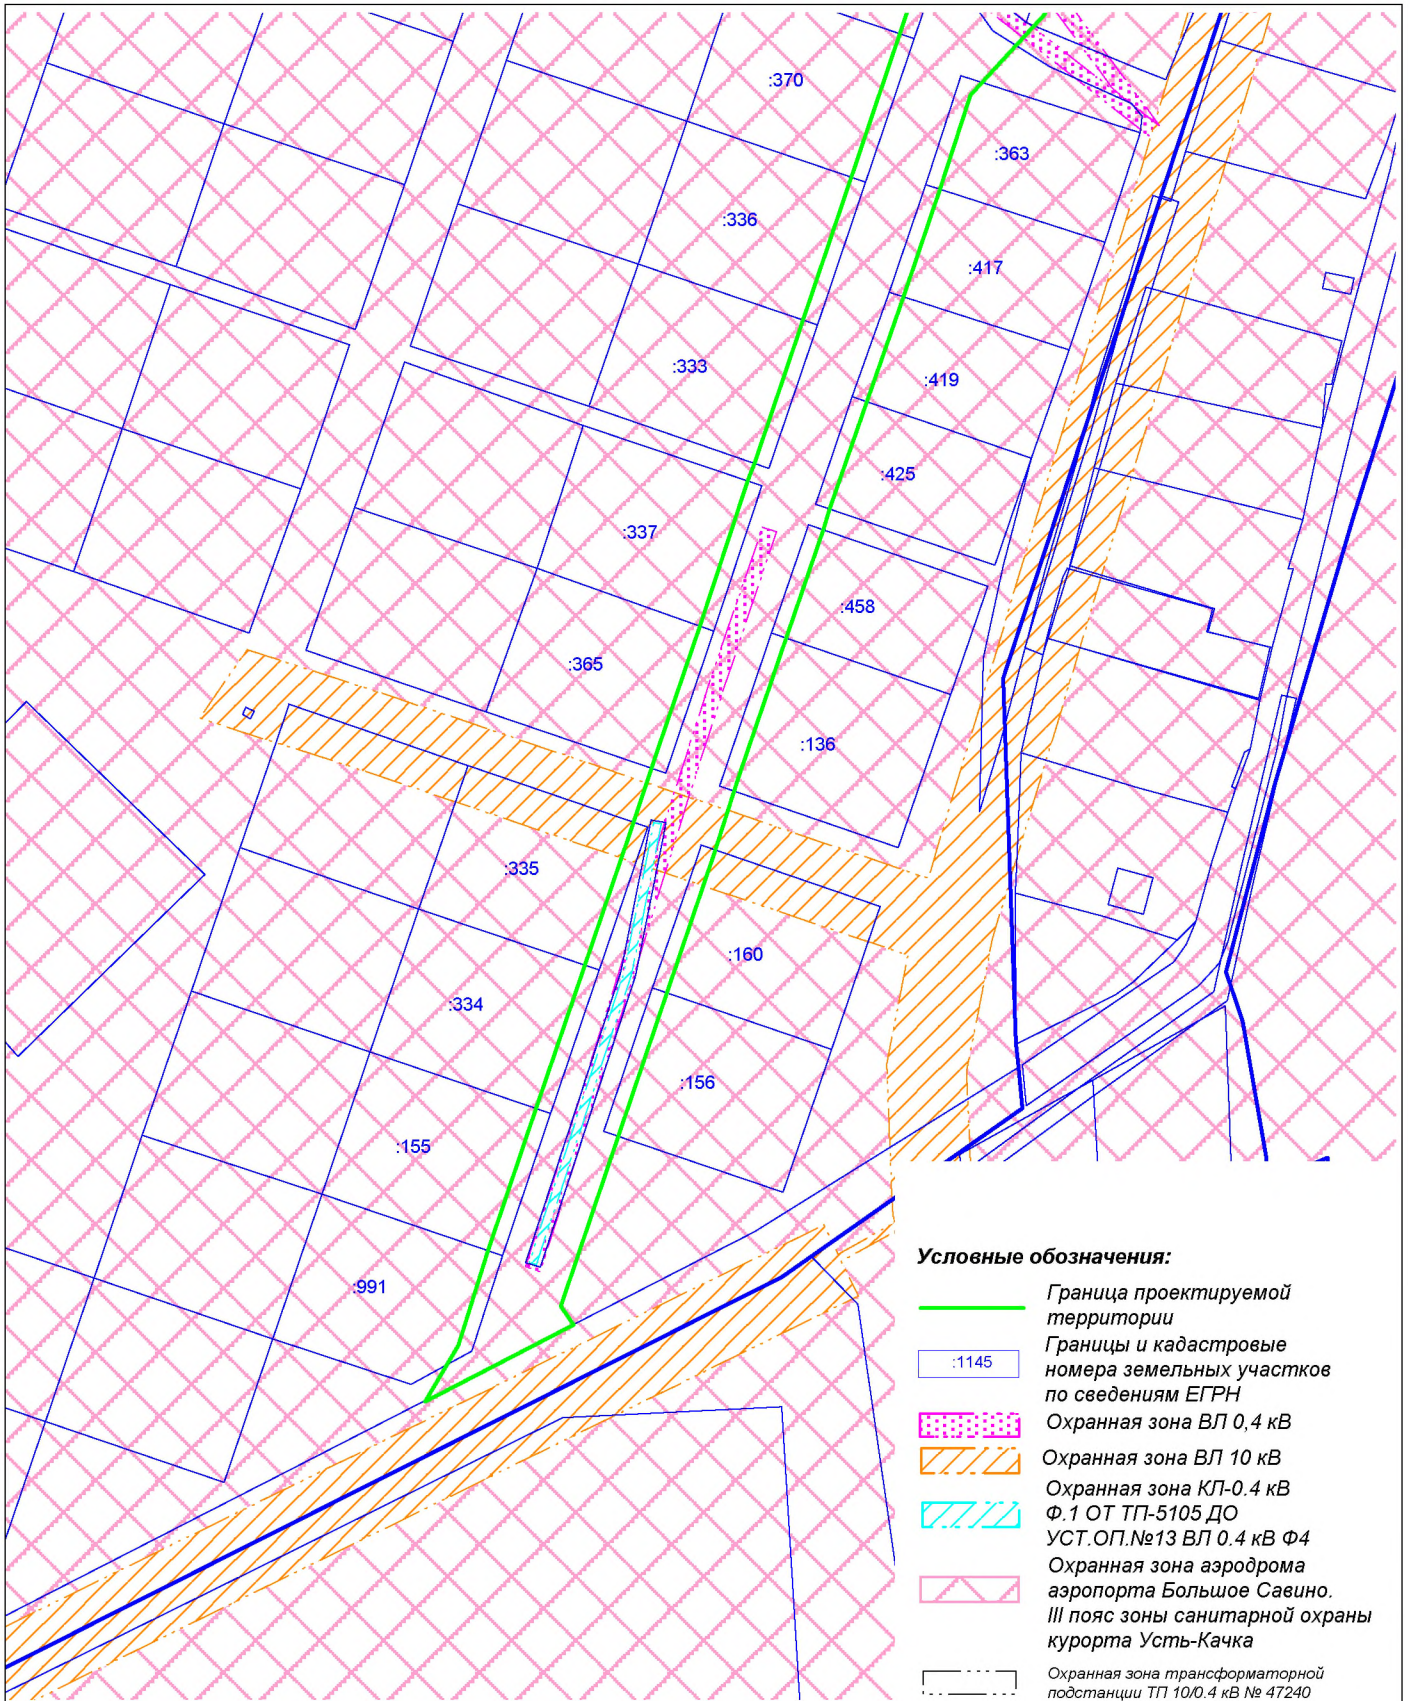 :370
:363
:336
:417
:333
:419
:425
:337
:458
:365
:136
:335
:160
:334
:156
:155
:991
Условные обозначения:
Граница проектируемой
территории
:1145
Границы и кадастровые
номера земельных участков
по сведениям ЕГРН
Охранная зона ВЛ 0,4 кВ
Охранная зона ВЛ 10 кВ
Охранная зона КЛ-0.4 кВ
Ф.1 ОТ ТП-5105 ДО
УСТ.ОП.№13 ВЛ 0.4 кВ Ф4
Охранная зона аэродрома
аэропорта Большое Савино.
III пояс зоны санитарной охраны
курорта Усть-Качка
Охранная зона трансформаторной
подстанции ТП 10/0.4 кВ № 47240